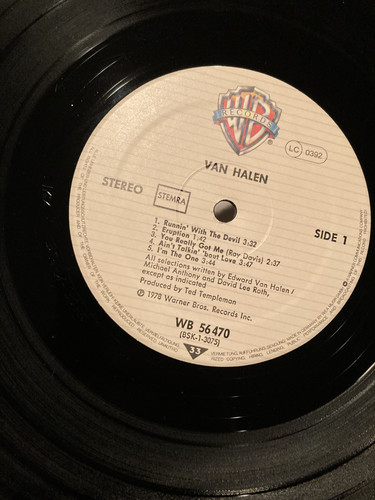 WB
RECORDS
®
LC 0392
VAN HALEN
STEREO
STEMRA
SIDE 1
1. Runnin' With The Devil 3:32
2. Eruption 1:42
3. You Really Got Me (Ray Davis) 2:37
4. Ain't Talkin' 'bout Love 3:47
5. I'm The One 3:44
All selections written by Edward Van Halen /
Michael Anthony and David Lee Roth,
except as indicated
Produced by Ted Templeman
℗ 1978 Warner Bros. Records Inc.
WB 56 470
(BSK-1-3075)
33